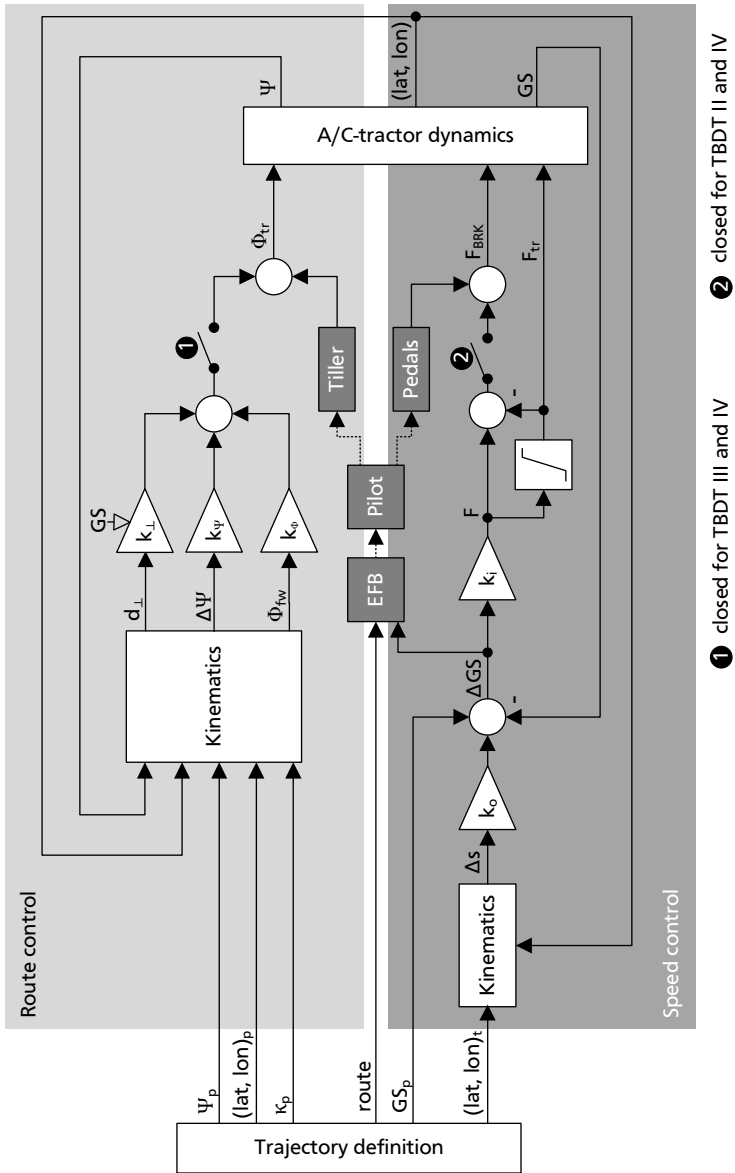 Route control
Trajectory definition
Ψp
(lat, lon)p
κp
route
GSp
(lat, lon)t
Kinematics
d⊥
ΔΨ
Φfw
GS
k⊥
kΨ
kΦ
1
Φtr
Tiller
EFB
Pilot
Pedals
Kinematics
Δs
ko
ΔGS
-
ki
F
-
2
FBRK
Ftr
A/C-tractor dynamics
Ψ
(lat, lon)
GS
Speed control
1 closed for TBDT III and IV
2 closed for TBDT II and IV